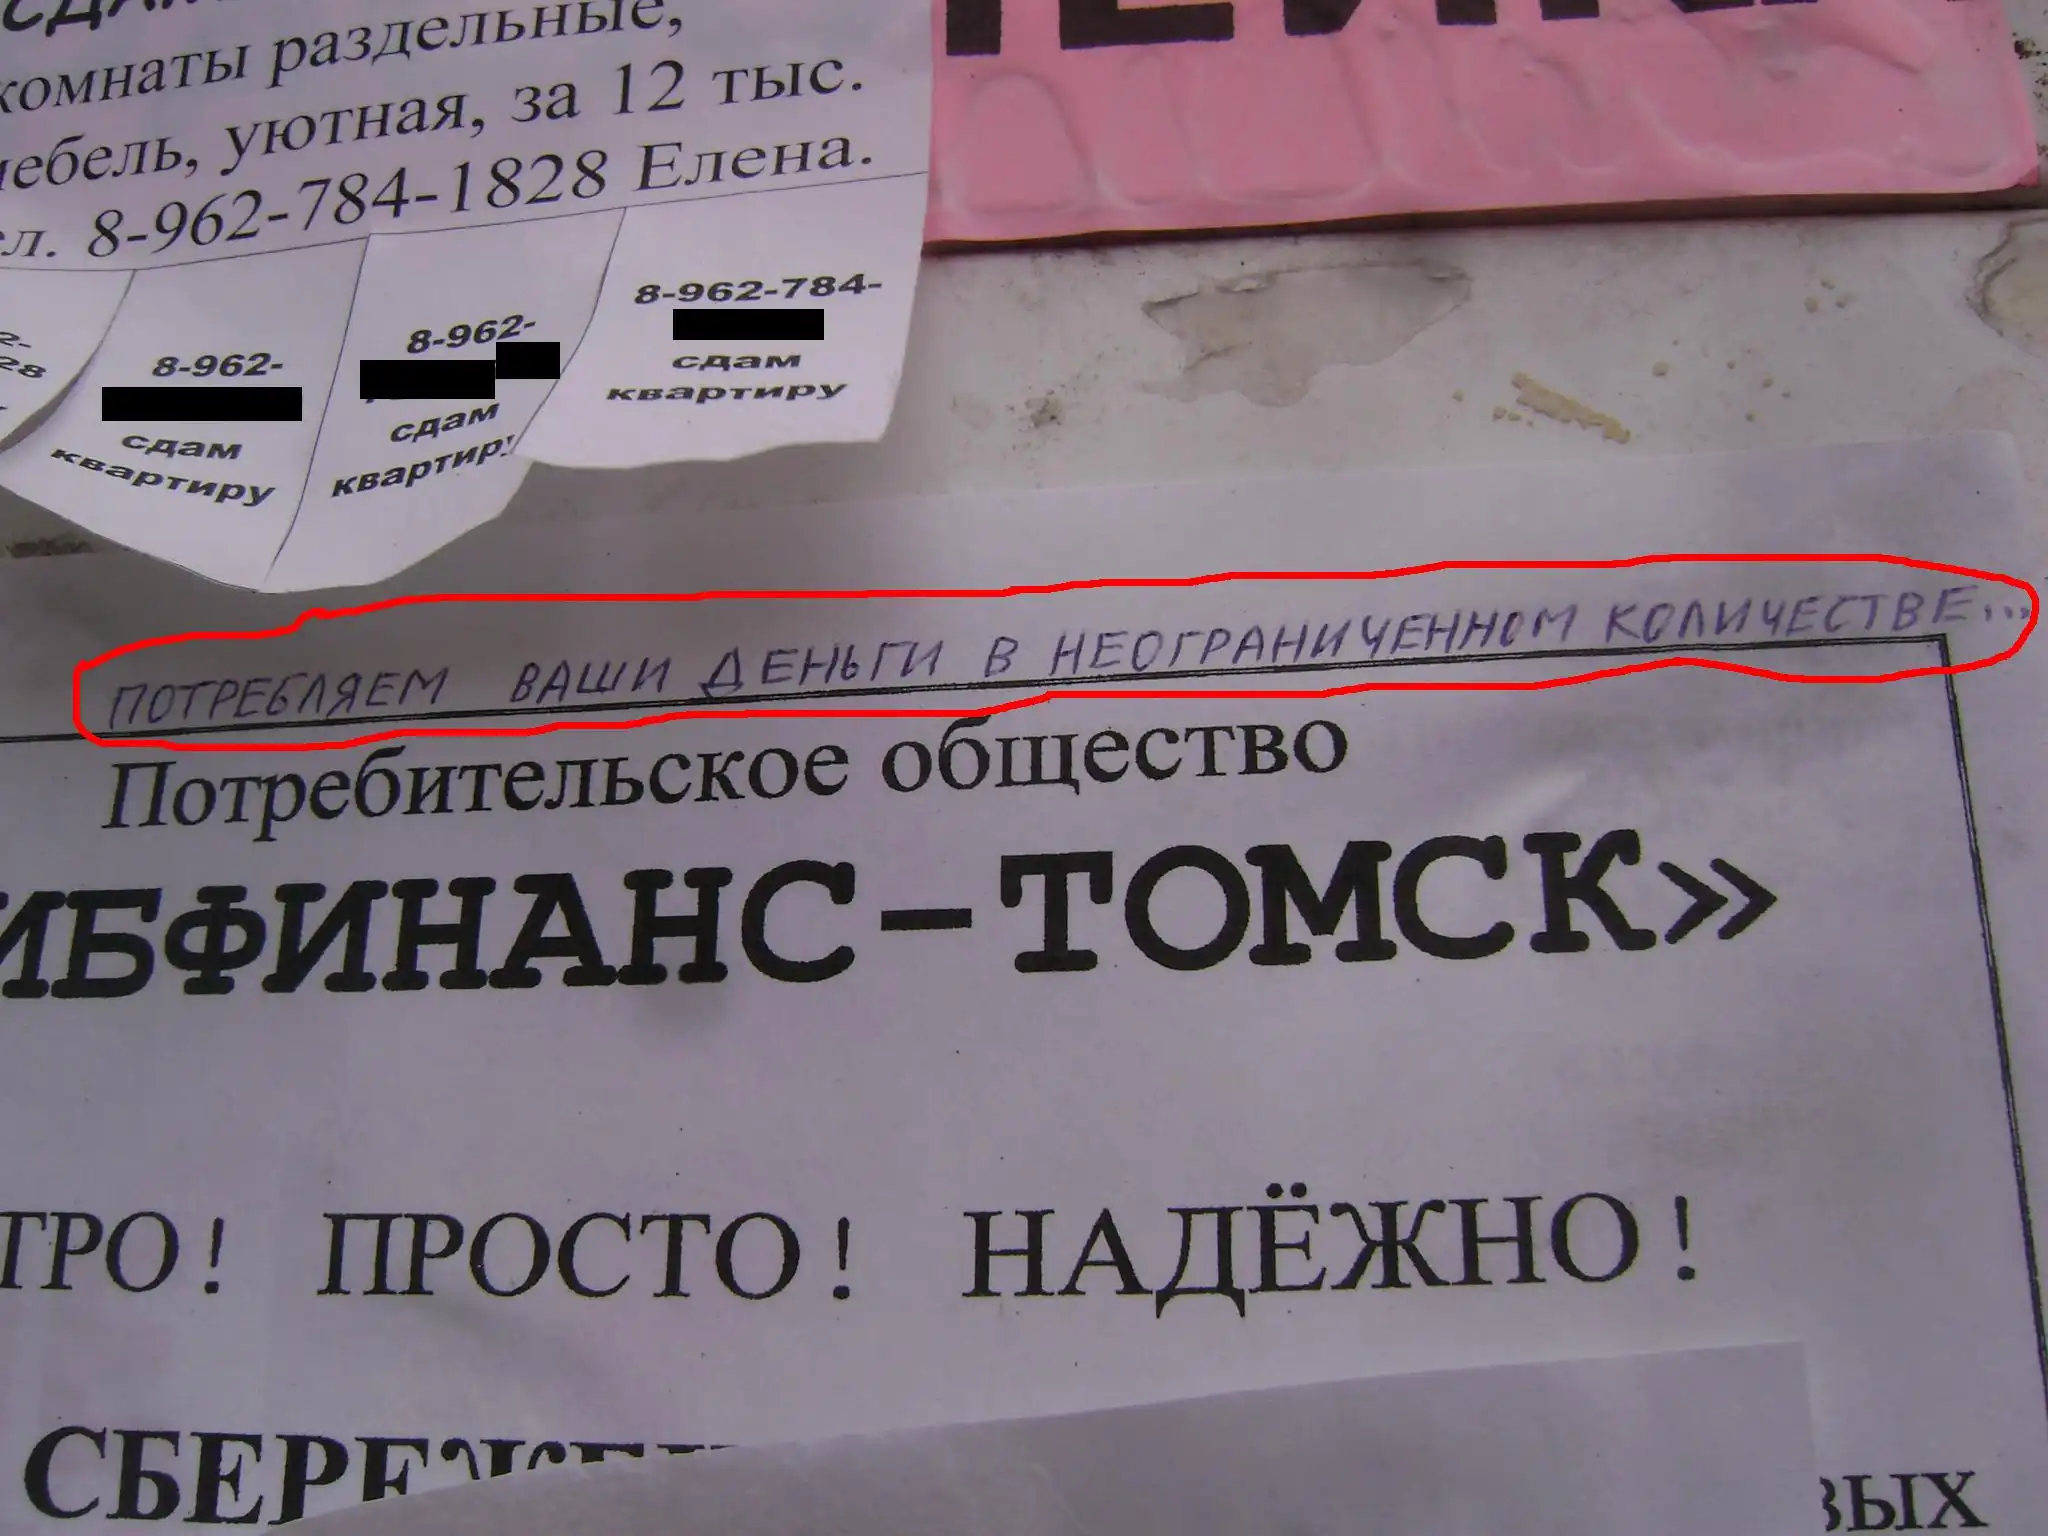 комнаты раздельные,
мебель, уютная, за 12 тыс.
8-962-784-1828 Елена.
8-962-
сдам
квартиру
8-962-
сдам
квартиру
8-962-784-
сдам
квартиру
ПОТРЕБЛЯЕМ ВАШИ ДЕНЬГИ В НЕОГРАНИЧЕННОМ КОЛИЧЕСТВЕ...
Потребительское общество
ИБФИНАНС-ТОМСК»
ТРО! ПРОСТО! НАДЁЖНО!